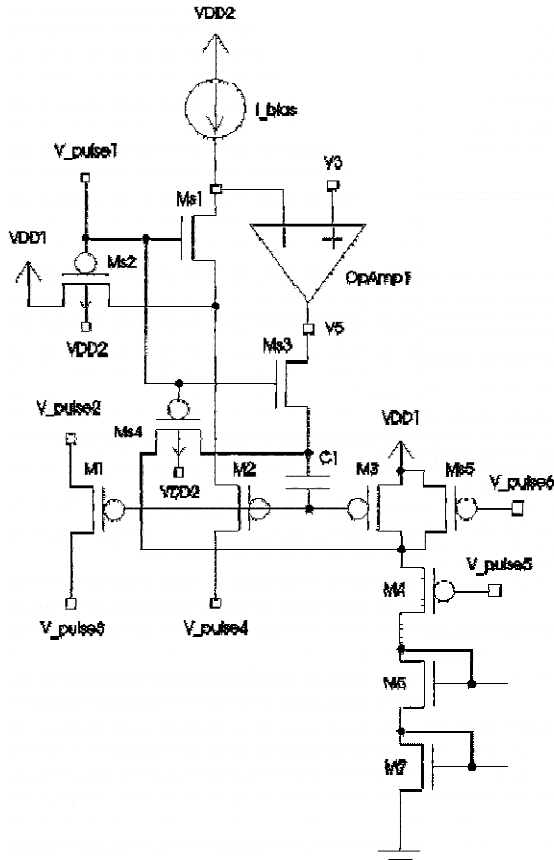 VDD2
I_bias
V_pulse1
V3
Ms1
VDD1
Ms2
OpAmp1
VDD2
V5
Ms3
V_pulse2
Ms4
VDD1
M1
VDD2
M2
C1
M3
Ms5
V_pulse6
V_pulse5
M4
V_pulse3
V_pulse4
M6
M7